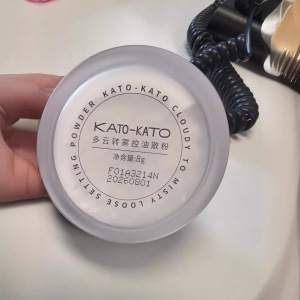 KATO-KATO CLOUDY TO MISTY LOOSE SETTING POWDER
KATO-KATO
多云转雾控油散粉
净含量:8g
F01A3214N
20260801